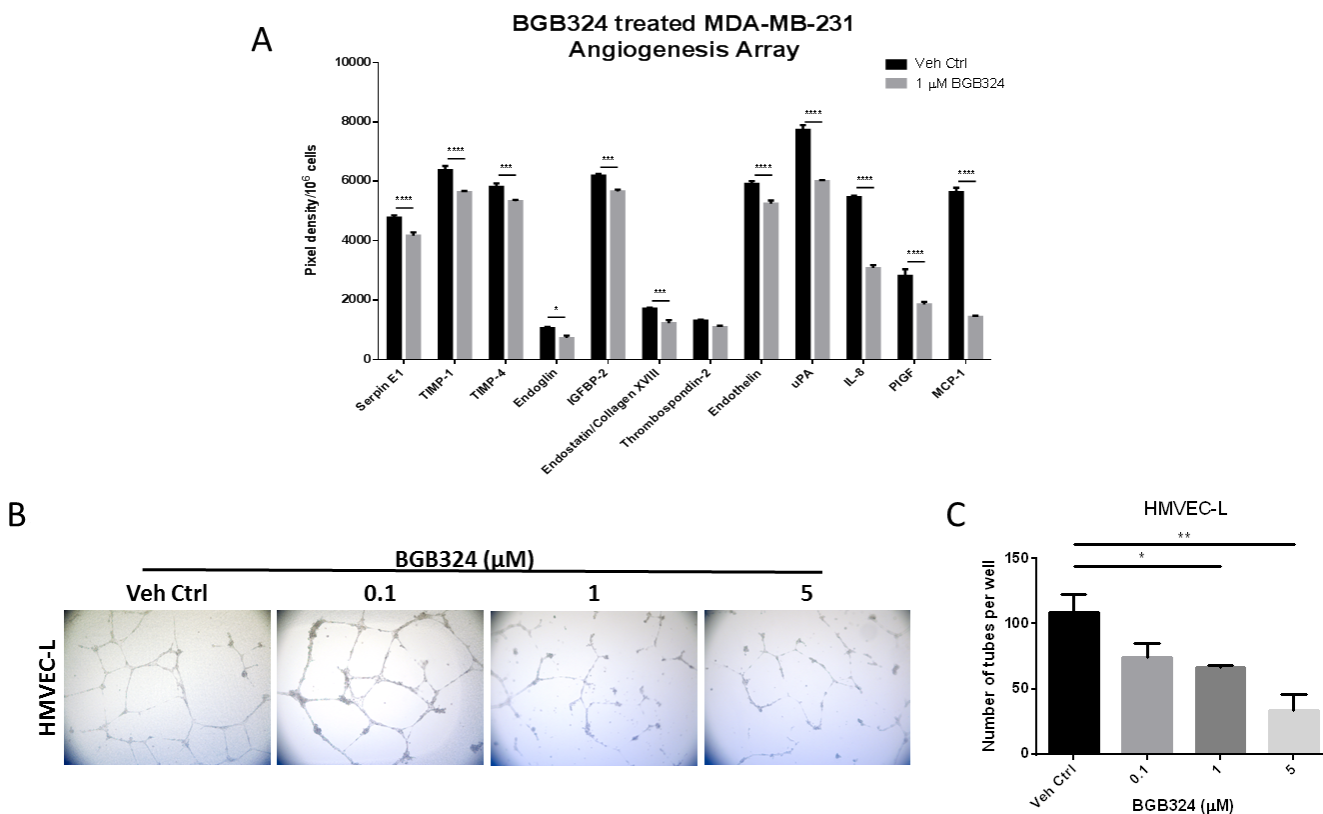 A
BGB324 treated MDA-MB-231
Angiogenesis Array
Veh Ctrl
1 µM BGB324
Pixel density/10⁶ cells
10000
8000
6000
4000
2000
0
****
****
***
*
***
***
****
****
****
****
****
Serpin E1
TIMP-1
TIMP-4
Endoglin
IGFBP-2
Endostatin/Collagen XVIII
Thrombospondin-2
Endothelin
uPA
IL-8
PlGF
MCP-1
B
BGB324 (µM)
Veh Ctrl 0.1 1 5
HMVEC-L
C
HMVEC-L
**
*
Number of tubes per well
150
100
50
0
Veh Ctrl
0.1
1
5
BGB324 (µM)